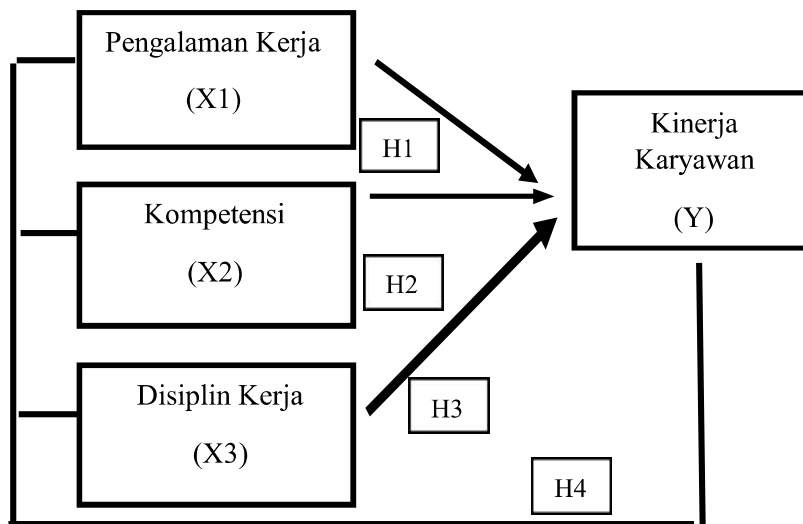 Pengalaman Kerja
(X1)
H1
Kompetensi
(X2)
H2
Disiplin Kerja
(X3)
H3
Kinerja
Karyawan
(Y)
H4